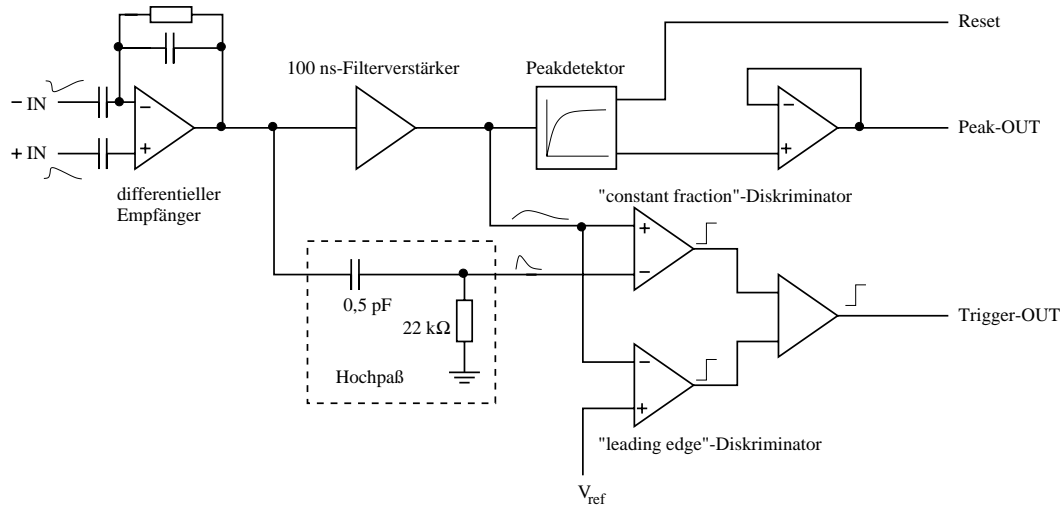 Reset
100 ns-Filterverstärker
Peakdetektor
− IN
+ IN
−
+
−
+
Peak-OUT
differentieller
Empfänger
"constant fraction"-Diskriminator
+
−
0,5 pF
22 kΩ
Hochpaß
Trigger-OUT
−
+
"leading edge"-Diskriminator
Vref